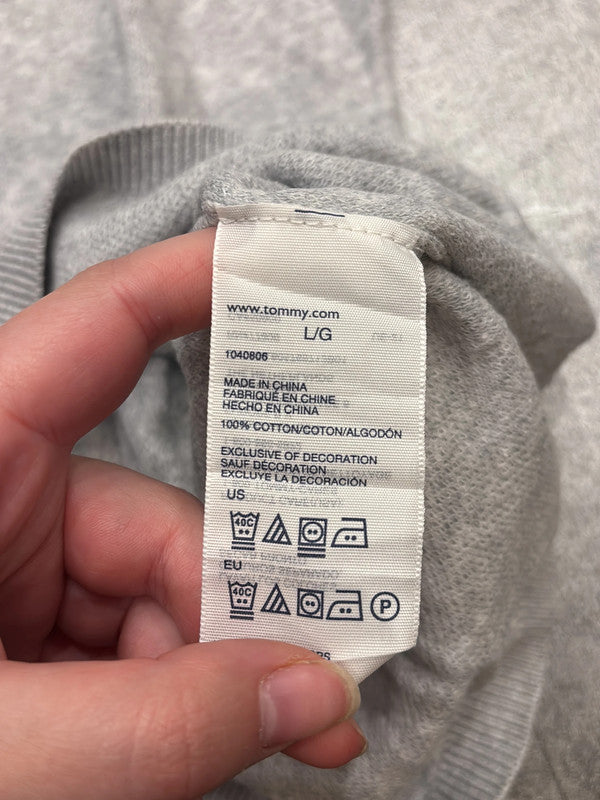 www.tommy.com
L/G
1040806
MADE IN CHINA
FABRIQUÉ EN CHINE
HECHO EN CHINA
100% COTTON/COTON/ALGODÓN
EXCLUSIVE OF DECORATION
SAUF DÉCORATION
EXCLUYE LA DECORACIÓN
US
40C
EU
40C P